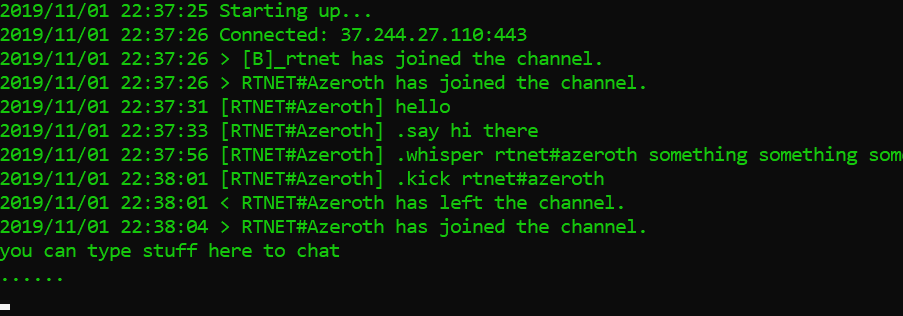 2019/11/01 22:37:25 Starting up...
2019/11/01 22:37:26 Connected: 37.244.27.110:443
2019/11/01 22:37:26 > [B]_rtnet has joined the channel.
2019/11/01 22:37:26 > RTNET#Azeroth has joined the channel.
2019/11/01 22:37:31 [RTNET#Azeroth] hello
2019/11/01 22:37:33 [RTNET#Azeroth] .say hi there
2019/11/01 22:37:56 [RTNET#Azeroth] .whisper rtnet#azeroth something something som
2019/11/01 22:38:01 [RTNET#Azeroth] .kick rtnet#azeroth
2019/11/01 22:38:01 < RTNET#Azeroth has left the channel.
2019/11/01 22:38:04 > RTNET#Azeroth has joined the channel.
you can type stuff here to chat
......